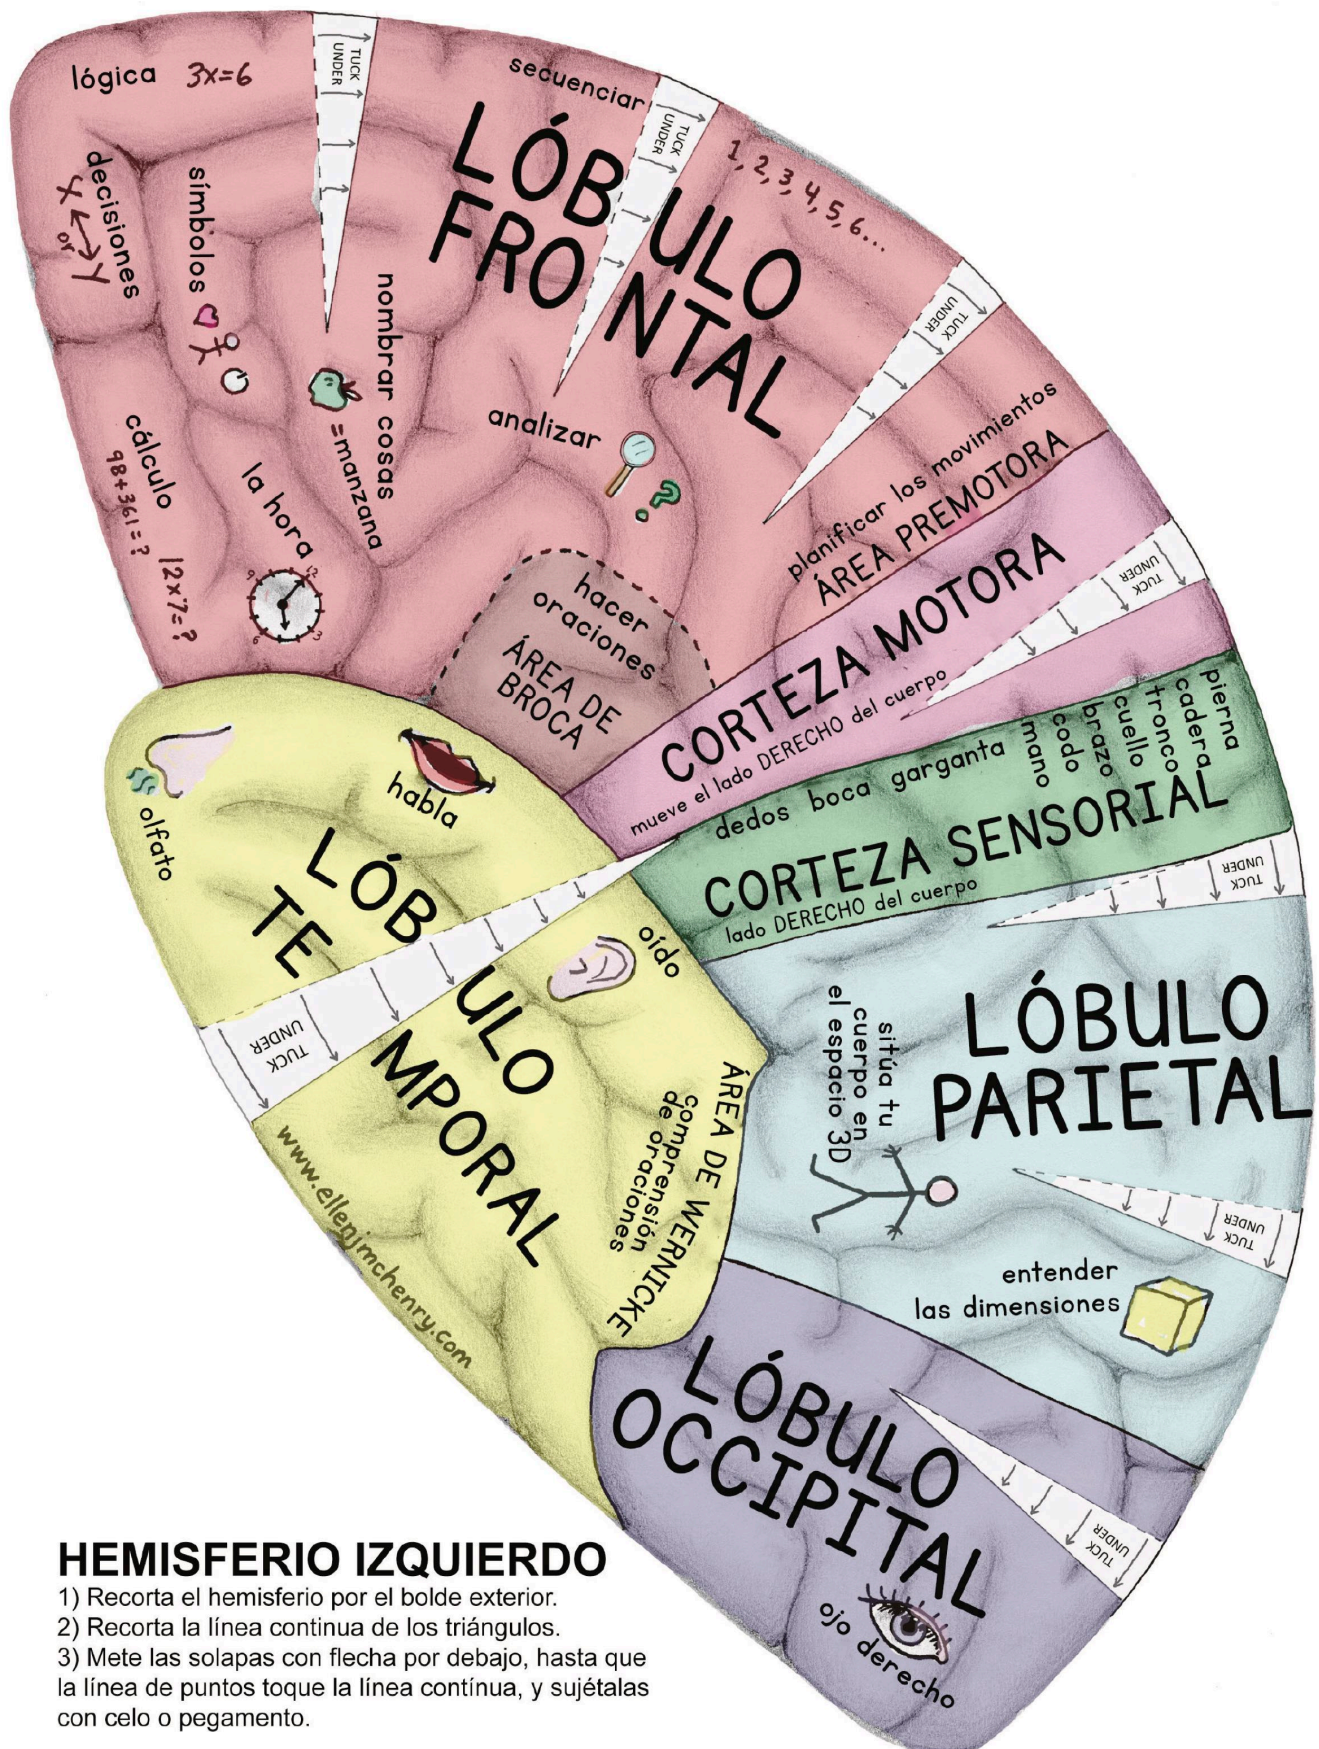 lógica 3x=6
TUCK
UNDER
secuenciar
TUCK
UNDER
1, 2, 3, 4, 5, 6...
LÓBULO
FRONTAL
decisiones
X or Y
símbolos
nombrar cosas
=manzana
analizar
?
TUCK
UNDER
cálculo
98+361=?
12x7=?
la hora
9 12 3 6
planificar los movimientos
ÁREA PREMOTORA
hacer
oraciones
ÁREA DE
BROCA
CORTEZA MOTORA
mueve el lado DERECHO del cuerpo
TUCK
UNDER
dedos boca garganta
mano
codo
brazo
cuello
tronco
cadera
pierna
CORTEZA SENSORIAL
lado DERECHO del cuerpo
TUCK
UNDER
olfato
habla
LÓBULO
TEMPORAL
oído
TUCK
UNDER
ÁREA DE WERNICKE
comprensión
de oraciones
www.ellenjmchenry.com
LÓBULO
PARIETAL
sitúa tu
cuerpo en
el espacio 3D
TUCK
UNDER
entender
las dimensiones
LÓBULO
OCCIPITAL
TUCK
UNDER
ojo derecho
HEMISFERIO IZQUIERDO
1) Recorta el hemisferio por el bolde exterior.
2) Recorta la línea continua de los triángulos.
3) Mete las solapas con flecha por debajo, hasta que
la línea de puntos toque la línea contínua, y sujétalas
con celo o pegamento.